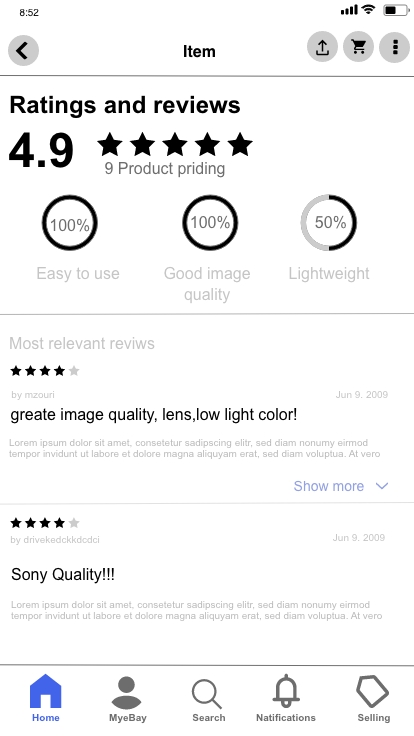 8:52
Item
Ratings and reviews
4.9
9 Product priding
100%
100%
50%
Easy to use
Good image
quality
Lightweight
Most relevant reviws
by mzouri
Jun 9. 2009
greate image quality, lens,low light color!
Lorem ipsum dolor sit amet, consetetur sadipscing elitr, sed diam nonumy eirmod
tempor invidunt ut labore et dolore magna aliquyam erat, sed diam voluptua. At vero
Show more
by drivekedckkdcdci
Jun 9. 2009
Sony Quality!!!
Lorem ipsum dolor sit amet, consetetur sadipscing elitr, sed diam nonumy eirmod
tempor invidunt ut labore et dolore magna aliquyam erat, sed diam voluptua. At vero
Home
MyeBay
Search
Natifications
Selling